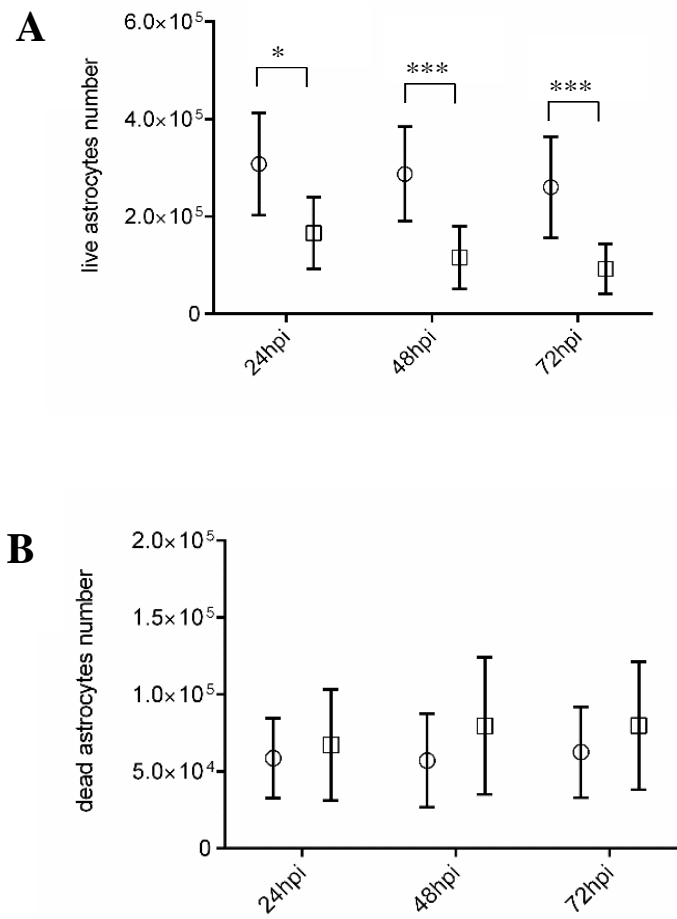 A
live astrocytes number
6.0×10⁵
4.0×10⁵
2.0×10⁵
0
* *** ***
24hpi 48hpi 72hpi
B
dead astrocytes number
2.0×10⁵
1.5×10⁵
1.0×10⁵
5.0×10⁴
0
24hpi 48hpi 72hpi